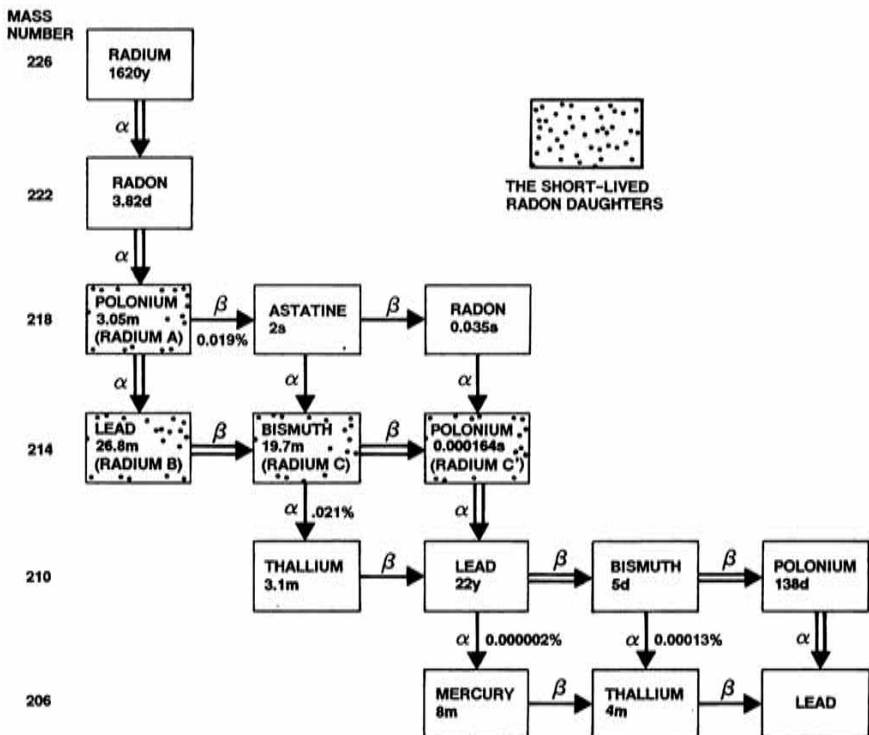 MASS
NUMBER
226
RADIUM
1620y
α
222
RADON
3.82d
THE SHORT-LIVED
RADON DAUGHTERS
α
218
POLONIUM
3.05m
(RADIUM A)
β
0.019%
ASTATINE
2s
β
RADON
0.035s
α
α
α
214
LEAD
26.8m
(RADIUM B)
β
BISMUTH
19.7m
(RADIUM C)
β
POLONIUM
0.000164s
(RADIUM C')
α .021%
α
210
THALLIUM
3.1m
β
LEAD
22y
β
BISMUTH
5d
β
POLONIUM
138d
α 0.000002%
α 0.00013%
α
206
MERCURY
8m
β
THALLIUM
4m
β
LEAD